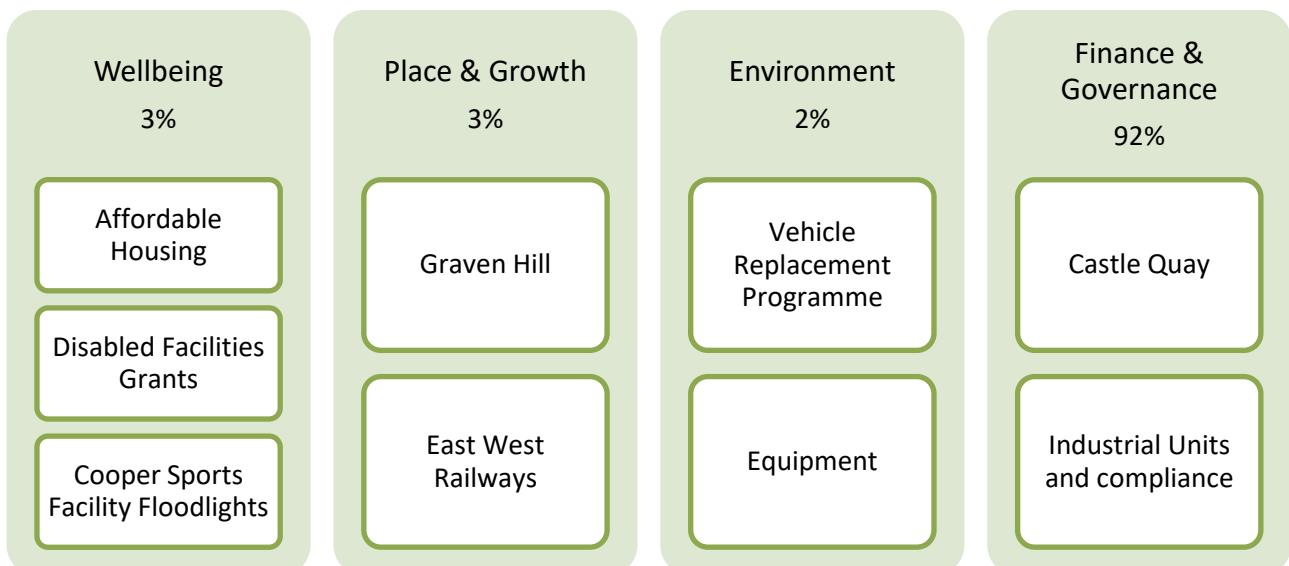 Wellbeing
3%
Affordable
Housing
Disabled Facilities
Grants
Cooper Sports
Facility Floodlights
Place & Growth
3%
Graven Hill
East West
Railways
Environment
2%
Vehicle
Replacement
Programme
Equipment
Finance &
Governance
92%
Castle Quay
Industrial Units
and compliance